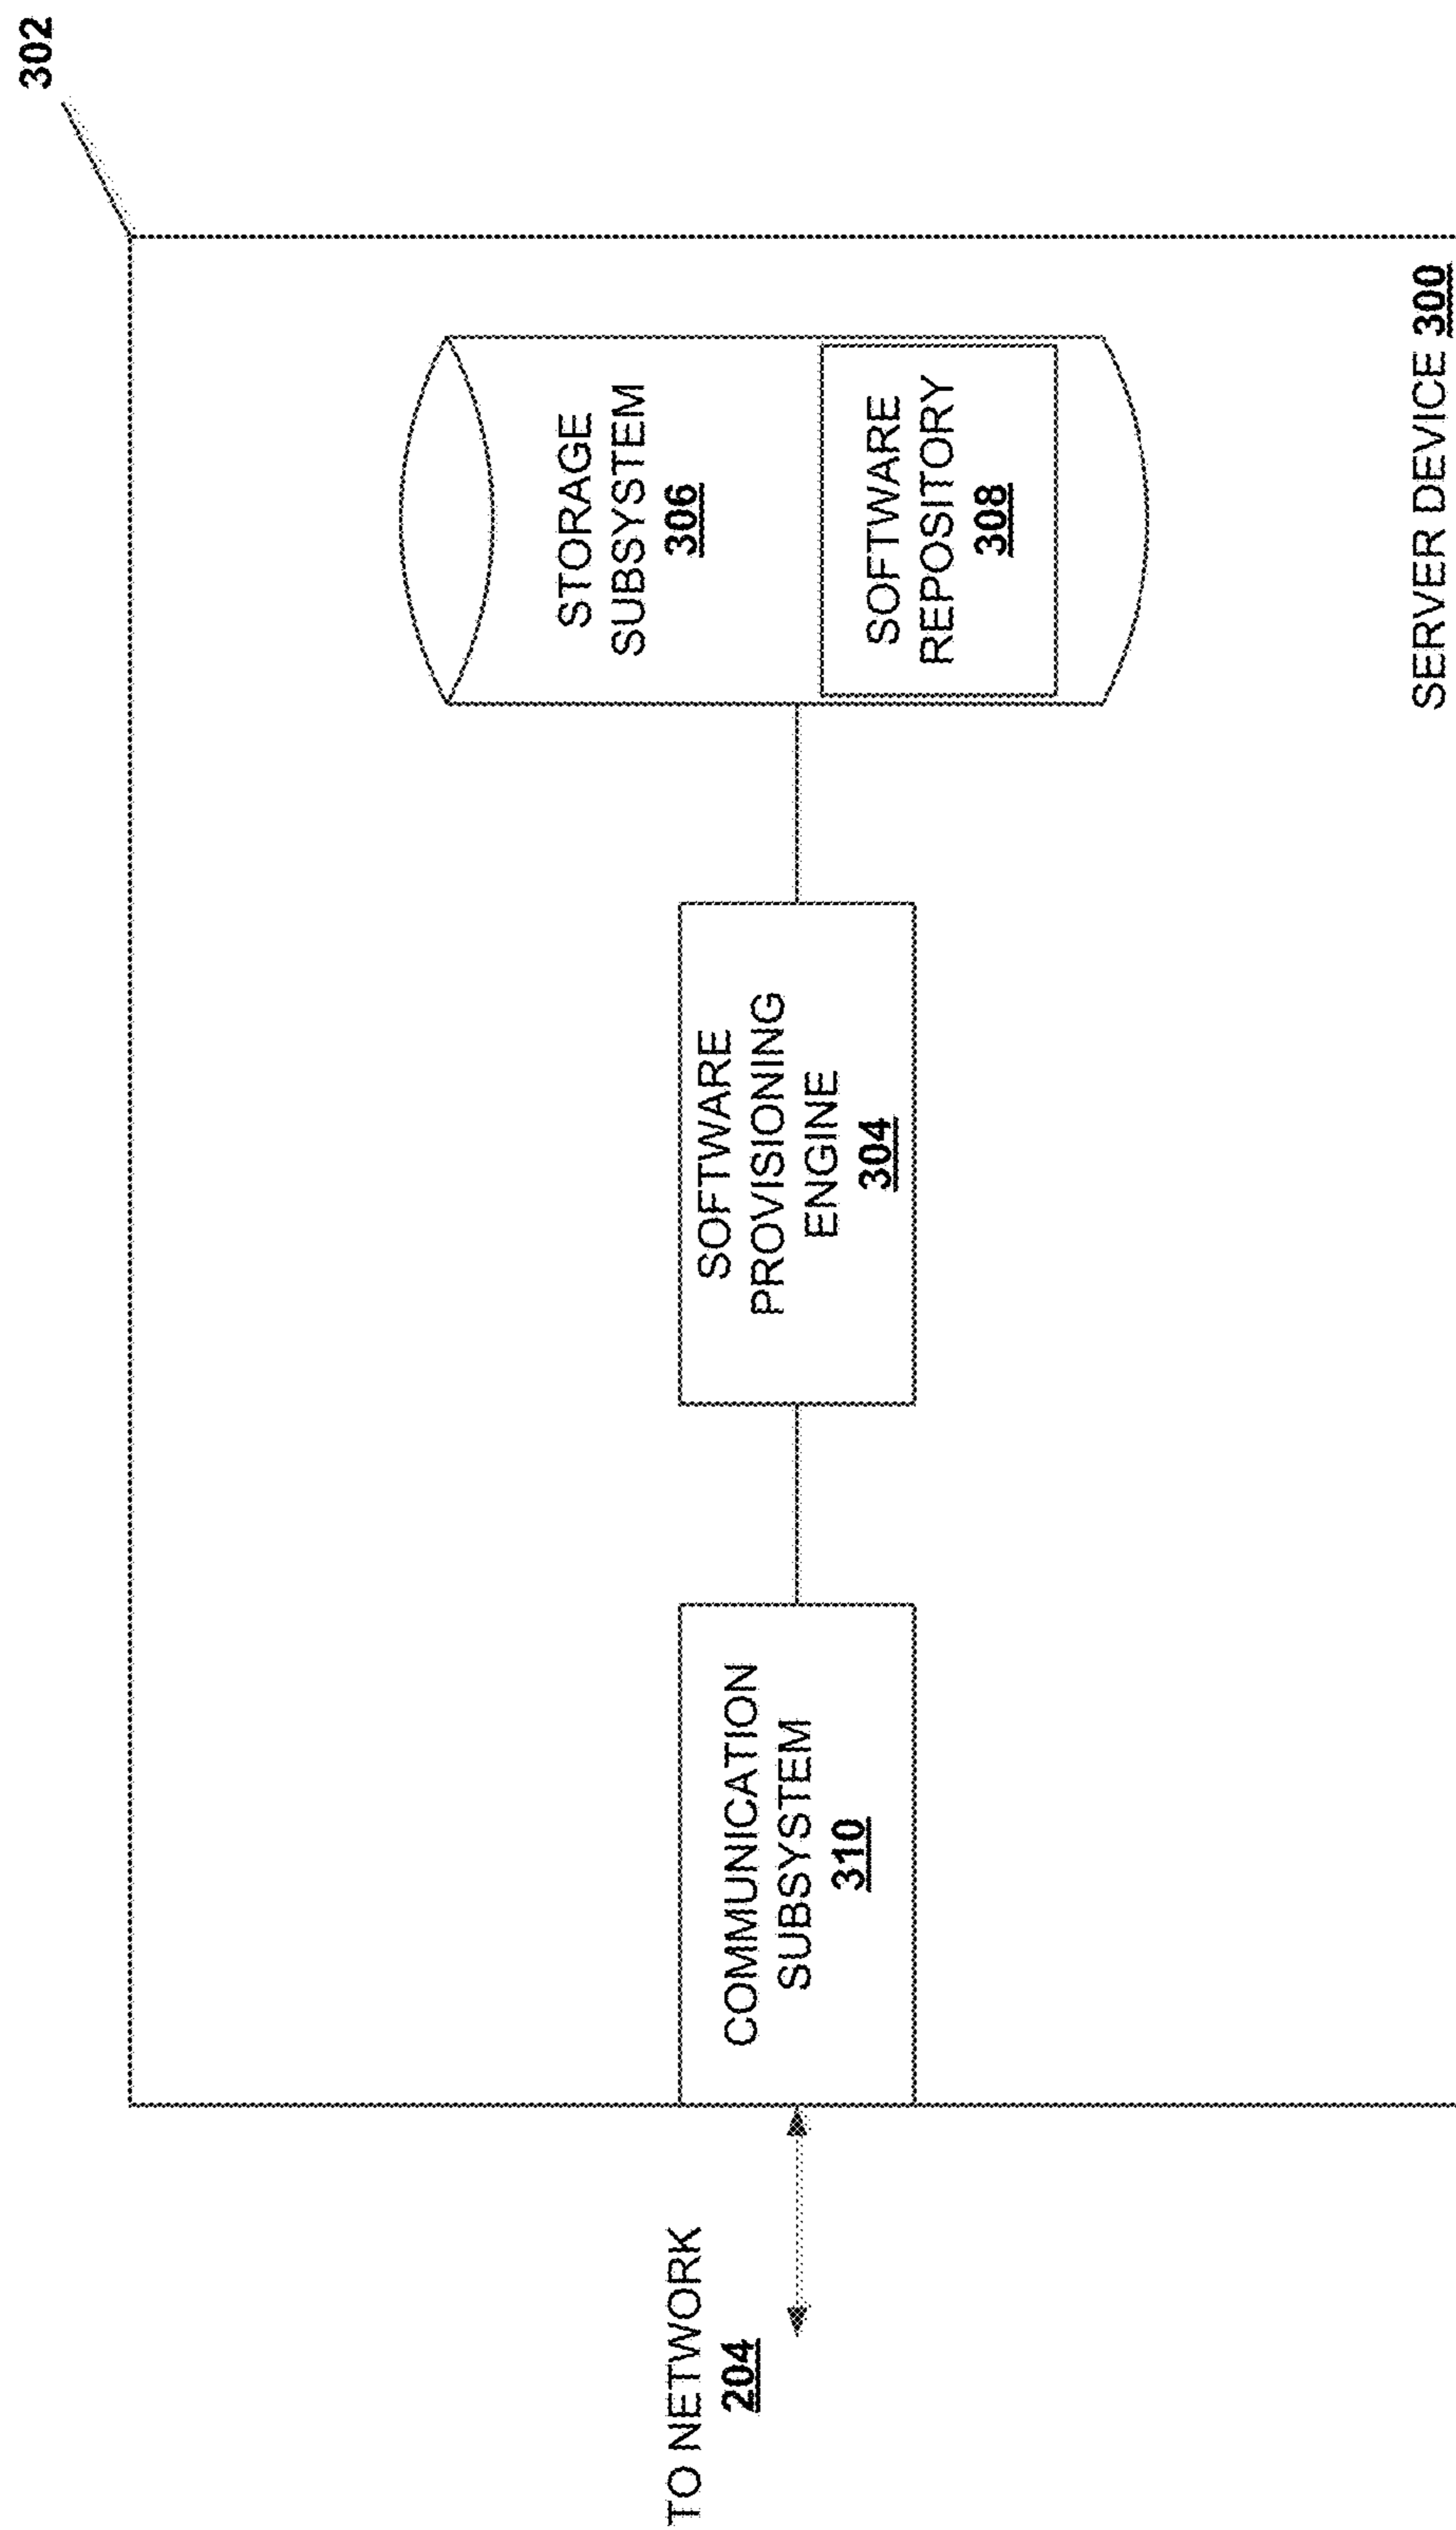 302
TO NETWORK
204
COMMUNICATION
SUBSYSTEM
310
SOFTWARE
PROVISIONING
ENGINE
304
STORAGE
SUBSYSTEM
306
SOFTWARE
REPOSITORY
308
SERVER DEVICE 300